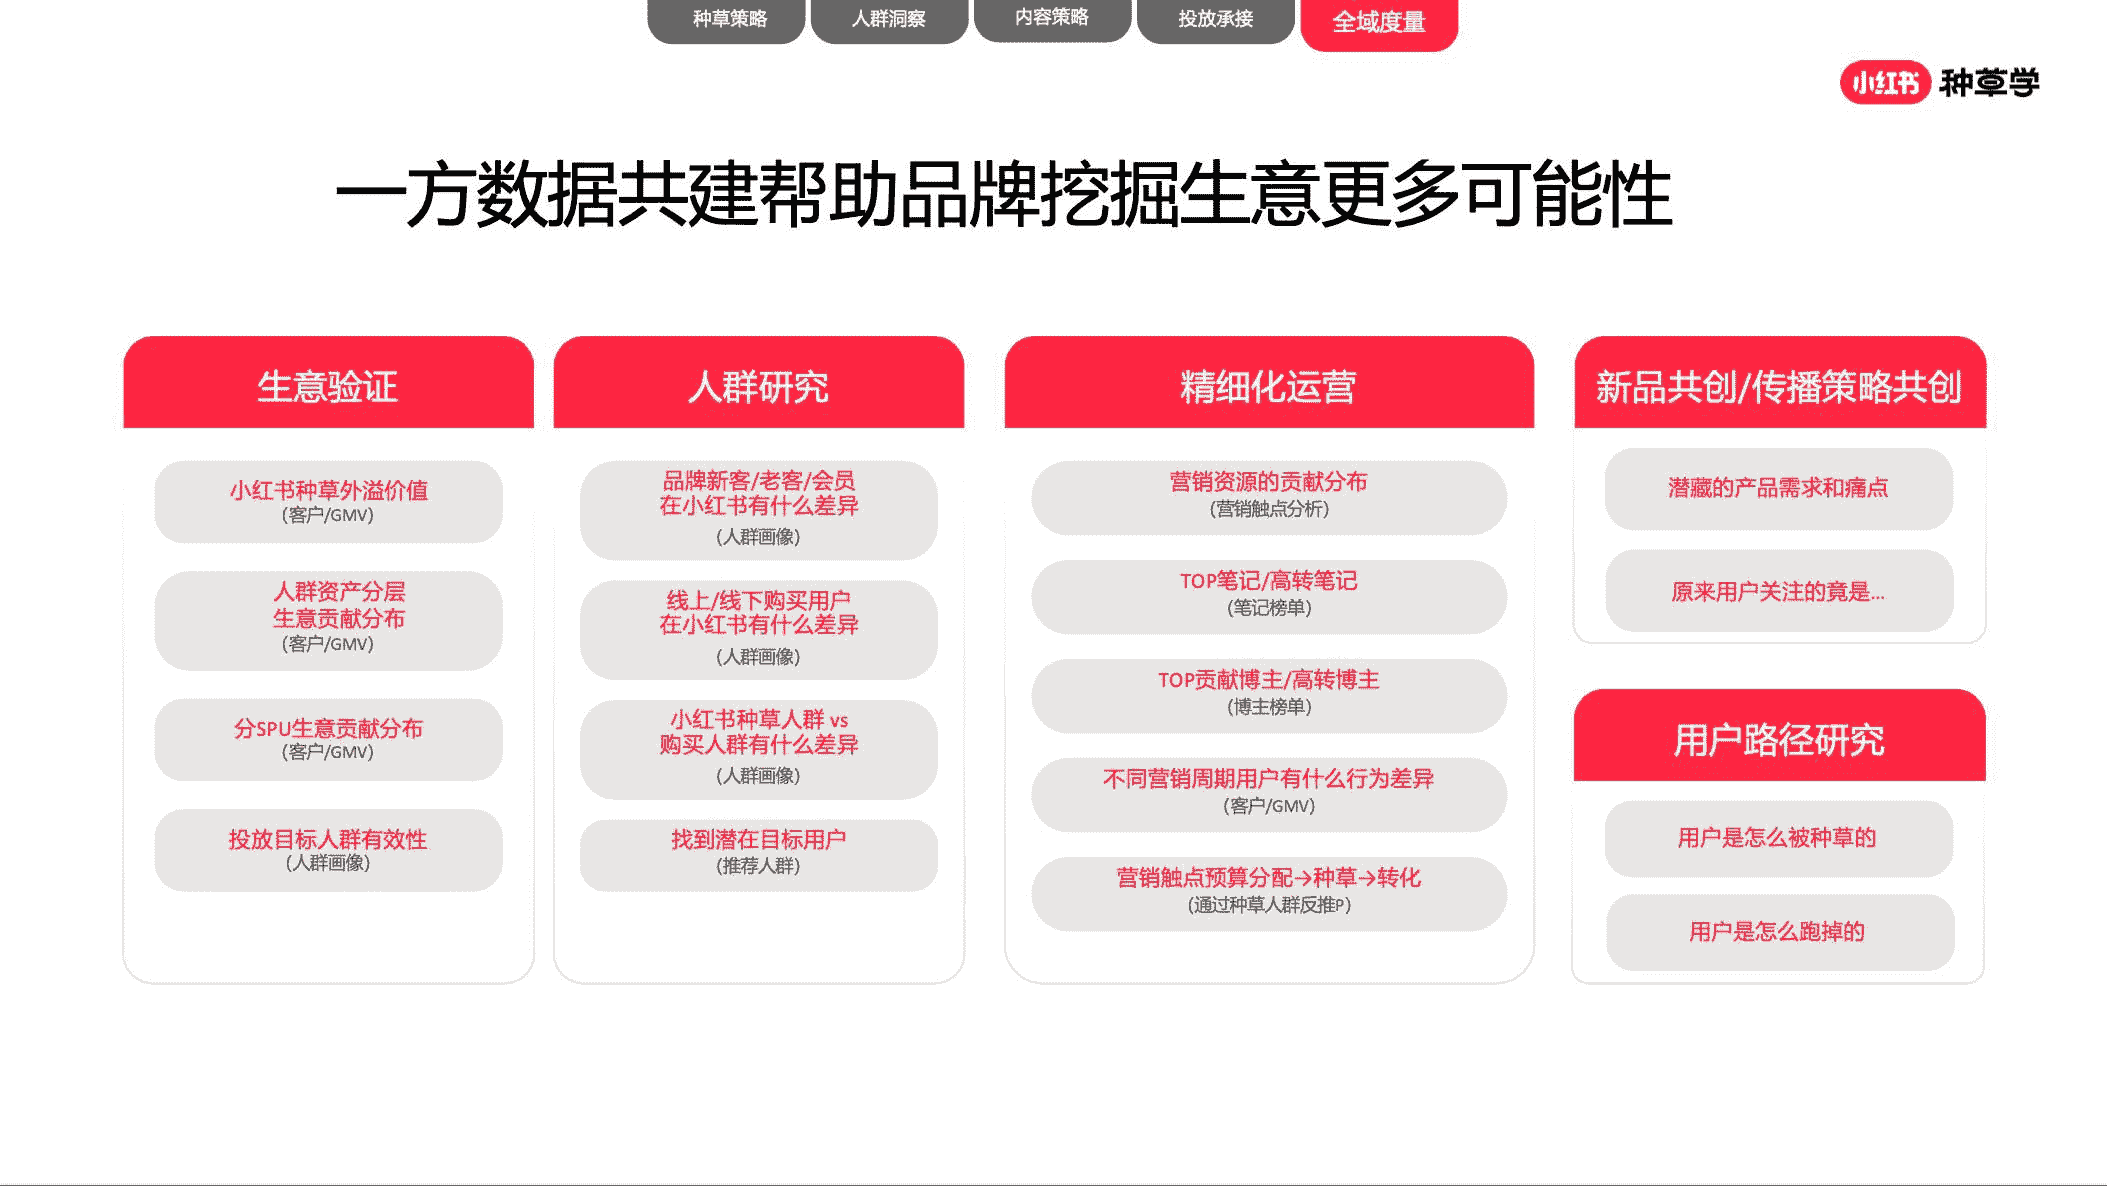 种草策略
人群洞察
内容策略
投放承接
全域度量
小红书 种草学
一方数据共建帮助品牌挖掘生意更多可能性
生意验证
小红书种草外溢价值
(客户/GMV)
人群资产分层
生意贡献分布
(客户/GMV)
分SPU生意贡献分布
(客户/GMV)
投放目标人群有效性
(人群画像)
人群研究
品牌新客/老客/会员
在小红书有什么差异
(人群画像)
线上/线下购买用户
在小红书有什么差异
(人群画像)
小红书种草人群 vs
购买人群有什么差异
(人群画像)
找到潜在目标用户
(推荐人群)
精细化运营
营销资源的贡献分布
(营销触点分析)
TOP笔记/高转笔记
(笔记榜单)
TOP贡献博主/高转博主
(博主榜单)
不同营销周期用户有什么行为差异
(客户/GMV)
营销触点预算分配→种草→转化
(通过种草人群反推P)
新品共创/传播策略共创
潜藏的产品需求和痛点
原来用户关注的竟是...
用户路径研究
用户是怎么被种草的
用户是怎么跑掉的